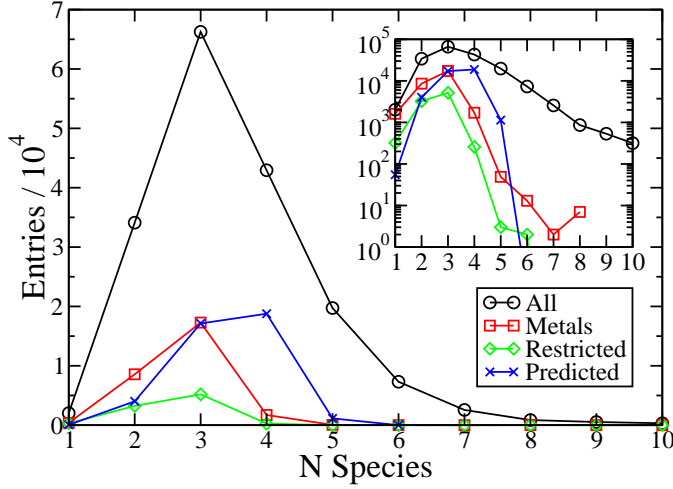 Entries / 10^4
7
6
5
4
3
2
1
0
1 2 3 4 5 6 7 8 9 10
N Species
10^5
10^4
10^3
10^2
10^1
10^0
1 2 3 4 5 6 7 8 9 10
All
Metals
Restricted
Predicted